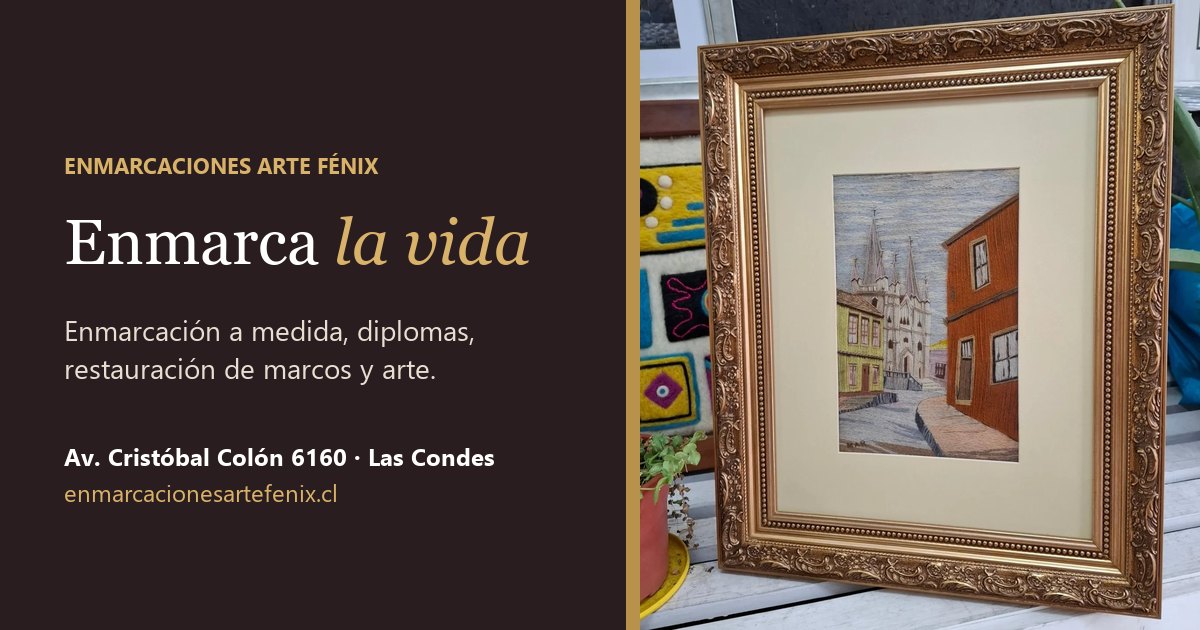 ENMARCACIONES ARTE FÉNIX
Enmarca la vida
Enmarcación a medida, diplomas,
restauración de marcos y arte.
Av. Cristóbal Colón 6160 · Las Condes
enmarcacionesartefenix.cl